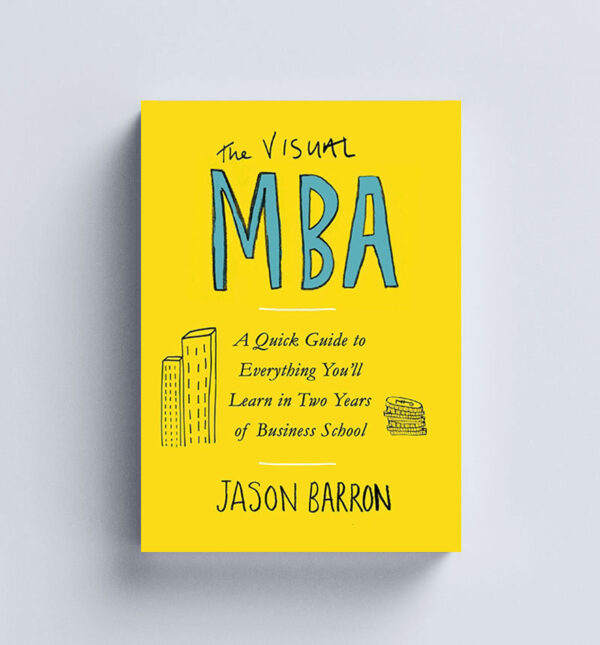 The VISUAL
MBA
A Quick Guide to
Everything You'll
Learn in Two Years
of Business School
JASON BARRON